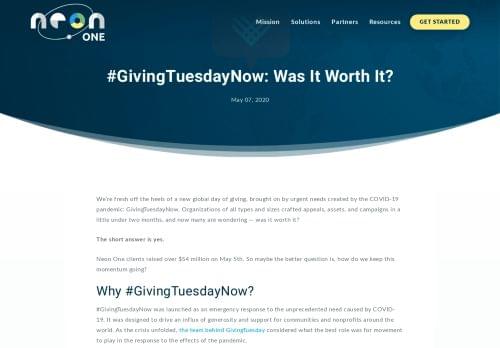 neon
ONE
Mission Solutions Partners Resources GET STARTED
#GivingTuesdayNow: Was It Worth It?
May 07, 2020
We're fresh off the heels of a new global day of giving, brought on by urgent needs created by the COVID-19
pandemic: GivingTuesdayNow. Organizations of all types and sizes crafted appeals, assets, and campaigns in a
little under two months, and now many are wondering — was it worth it?
The short answer is yes.
Neon One clients raised over $54 million on May 5th. So maybe the better question is, how do we keep this
momentum going?
Why #GivingTuesdayNow?
#GivingTuesdayNow was launched as an emergency response to the unprecedented need caused by COVID-
19. It was designed to drive an influx of generosity and support for communities and nonprofits around the
world. As the crisis unfolded, the team behind GivingTuesday considered what the best role was for movement
to play in the response to the effects of the pandemic.